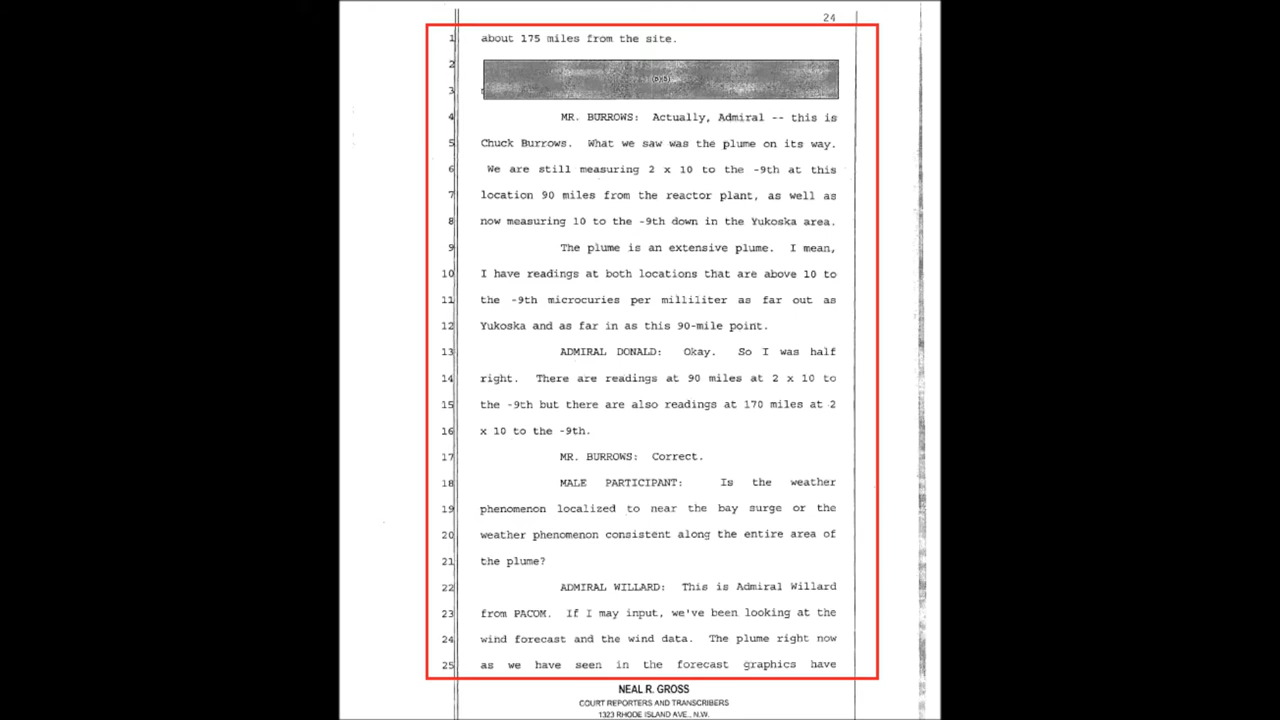 24
1 about 175 miles from the site.
2
(b)(5)
3
4 MR. BURROWS: Actually, Admiral -- this is
5 Chuck Burrows. What we saw was the plume on its way.
6 We are still measuring 2 x 10 to the -9th at this
7 location 90 miles from the reactor plant, as well as
8 now measuring 10 to the -9th down in the Yukoska area.
9 The plume is an extensive plume. I mean,
10 I have readings at both locations that are above 10 to
11 the -9th microcuries per milliliter as far out as
12 Yukoska and as far in as this 90-mile point.
13 ADMIRAL DONALD: Okay. So I was half
14 right. There are readings at 90 miles at 2 x 10 to
15 the -9th but there are also readings at 170 miles at 2
16 x 10 to the -9th.
17 MR. BURROWS: Correct.
18 MALE PARTICIPANT: Is the weather
19 phenomenon localized to near the bay surge or the
20 weather phenomenon consistent along the entire area of
21 the plume?
22 ADMIRAL WILLARD: This is Admiral Willard
23 from PACOM. If I may input, we've been looking at the
24 wind forecast and the wind data. The plume right now
25 as we have seen in the forecast graphics have
NEAL R. GROSS
COURT REPORTERS AND TRANSCRIBERS
1323 RHODE ISLAND AVE., N.W.